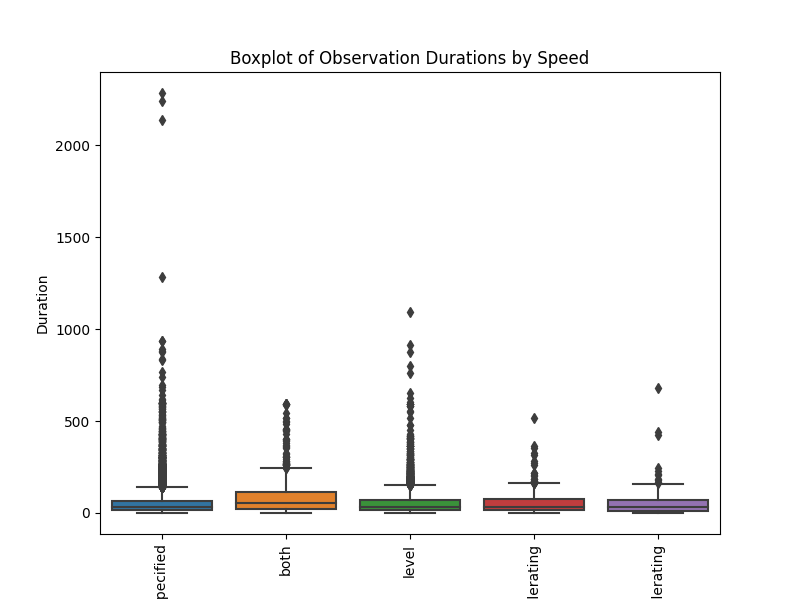 Boxplot of Observation Durations by Speed
Duration
2000
1500
1000
500
0
pecified
both
level
lerating
lerating